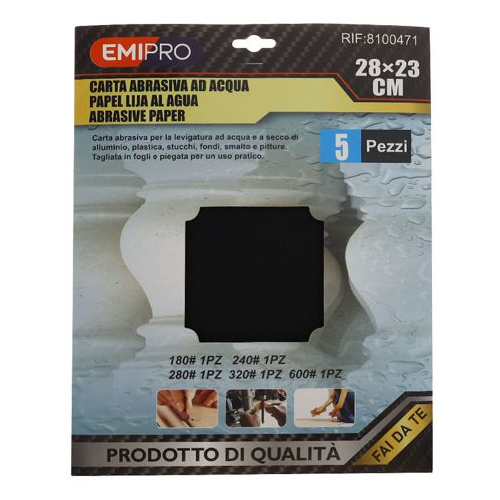 EMIPRO
RIF:8100471
CARTA ABRASIVA AD ACQUA
PAPEL LIJA AL AGUA
ABRASIVE PAPER
28×23
CM
Carta abrasiva per la levigatura ad acqua e a secco di
alluminio, plastica, stucchi, fondi, smalto e pitture.
Tagliata in fogli e piegata per un uso pratico.
5 Pezzi
180# 1PZ 240# 1PZ
280# 1PZ 320# 1PZ 600# 1PZ
PRODOTTO DI QUALITÀ
FAI DA TE